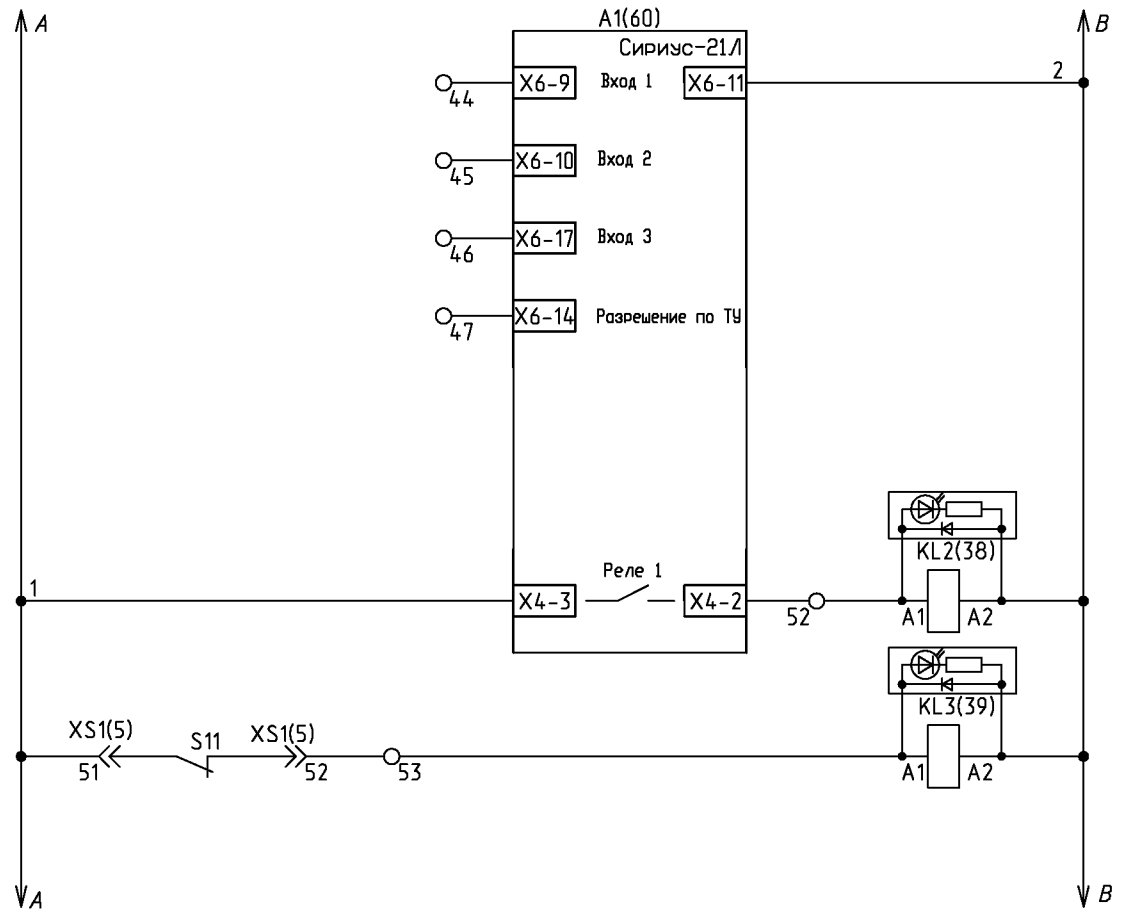 A
A1(60)
B
Сириус-21Л
44
X6-9
Вход 1
X6-11
2
45
X6-10
Вход 2
46
X6-17
Вход 3
47
X6-14
Разрешение по ТУ
KL2(38)
1
X4-3
Реле 1
X4-2
52
A1
A2
KL3(39)
XS1(5)
51
S11
XS1(5)
52
53
A1
A2
A
B